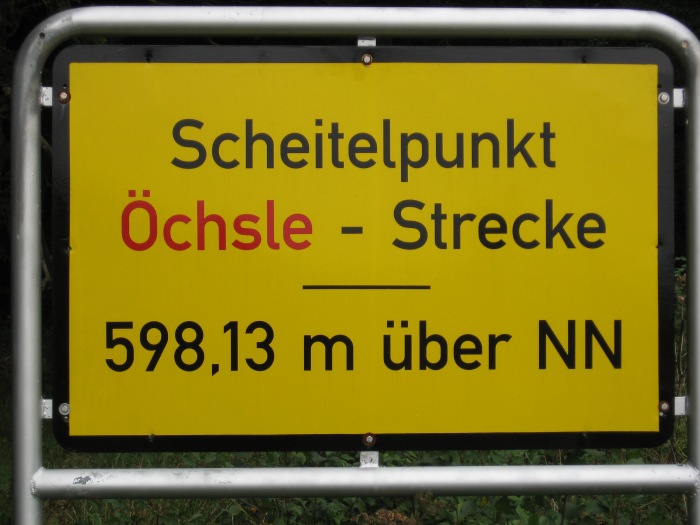 Scheitelpunkt
Öchsle - Strecke
598,13 m über NN